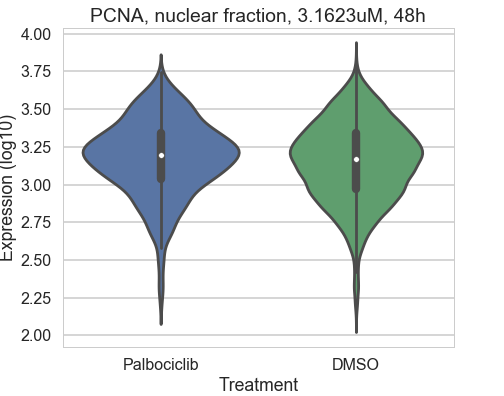 PCNA, nuclear fraction, 3.1623uM, 48h
4.00
3.75
3.50
3.25
3.00
2.75
2.50
2.25
2.00
Expression (log10)
Palbociclib
DMSO
Treatment